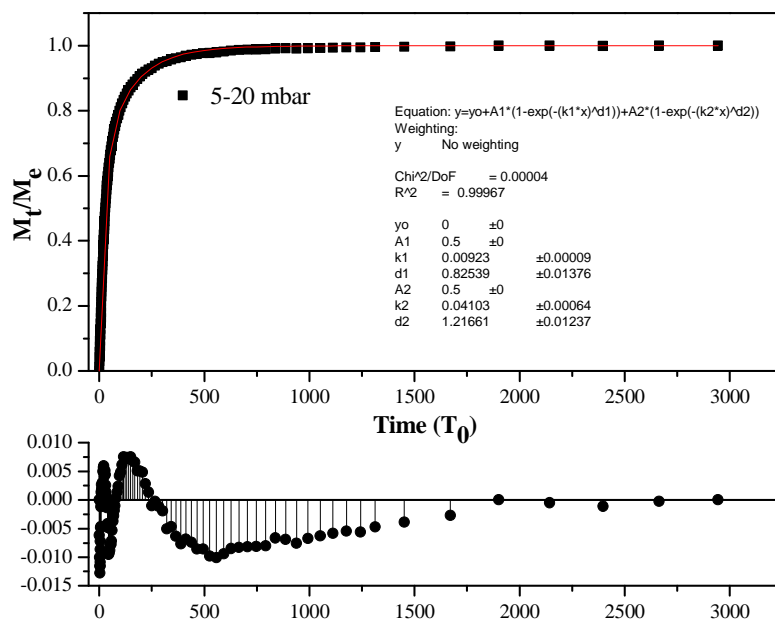 1.0
0.8
0.6
0.4
0.2
0.0
M_t/M_e
5-20 mbar
Equation: y=yo+A1*(1-exp(-(k1*x)^d1))+A2*(1-exp(-(k2*x)^d2))
Weighting:
y No weighting
Chi^2/DoF = 0.00004
R^2 = 0.99967
yo 0 ±0
A1 0.5 ±0
k1 0.00923 ±0.00009
d1 0.82539 ±0.01376
A2 0.5 ±0
k2 0.04103 ±0.00064
d2 1.21661 ±0.01237
0 500 1000 1500 2000 2500 3000
Time (T_0)
0.010
0.005
0.000
-0.005
-0.010
-0.015
0 500 1000 1500 2000 2500 3000